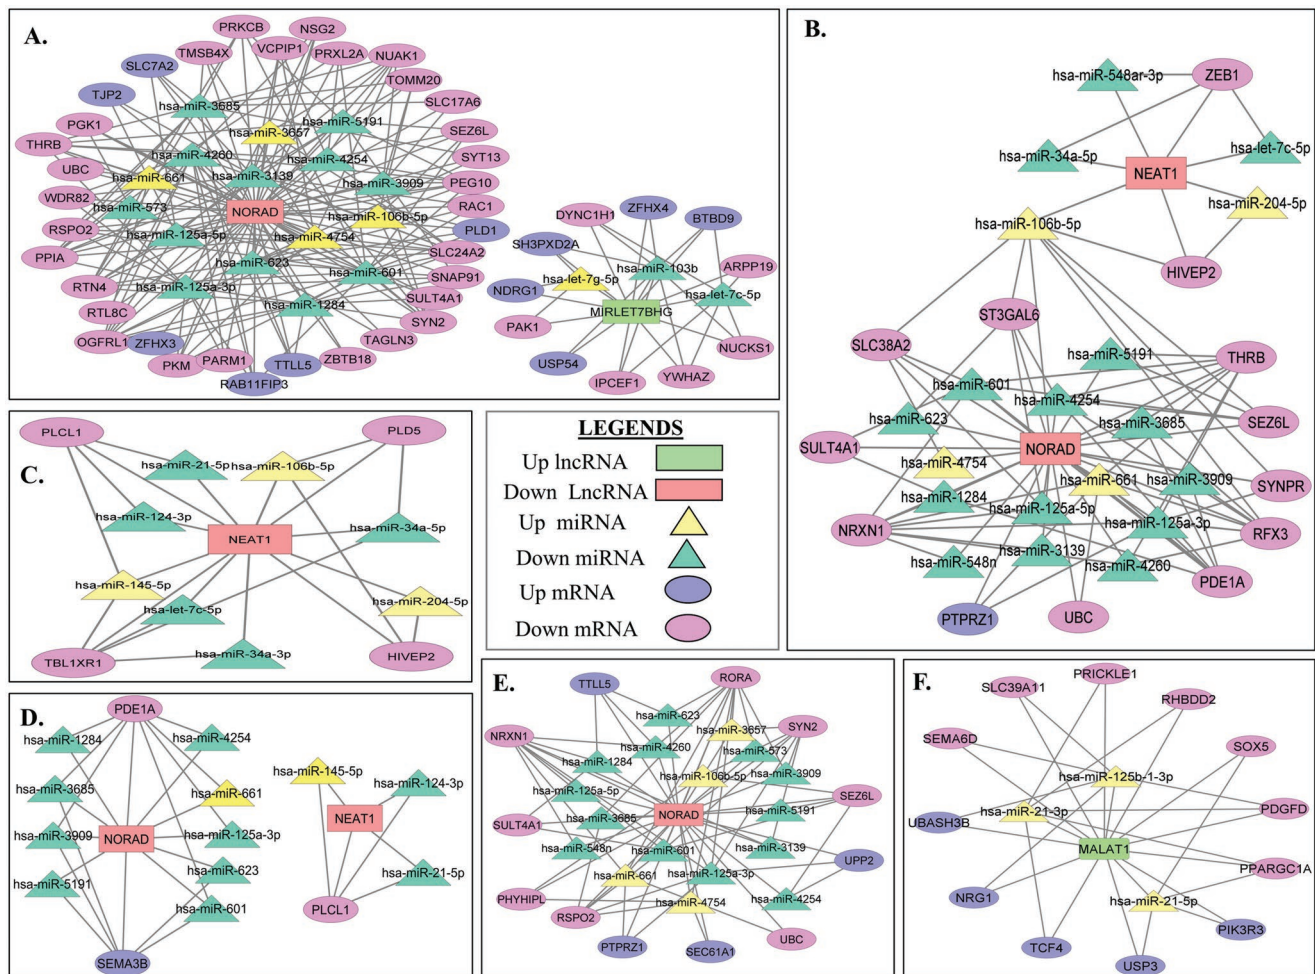 A.
PRKCB
NSG2
TMSB4X
VCPIP1
PRXL2A
NUAK1
SLC7A2
TOMM20
TJP2
SLC17A6
PGK1
hsa-miR-3685
hsa-miR-5191
hsa-miR-3657
SEZ6L
THRB
hsa-miR-4260
hsa-miR-4254
SYT13
UBC
hsa-miR-661
hsa-miR-3139
hsa-miR-3909
PEG10
WDR82
hsa-miR-573
NORAD
hsa-miR-106b-5p
RAC1
RSPO2
hsa-miR-125a-5p
hsa-miR-4754
PLD1
PPIA
SLC24A2
hsa-miR-623
hsa-miR-601
SNAP91
RTN4
hsa-miR-125a-3p
hsa-miR-1284
SULT4A1
RTL8C
SYN2
OGFRL1
ZFHX3
TAGLN3
PKM
PARM1
TTLL5
ZBTB18
RAB11FIP3
DYNC1H1
ZFHX4
BTBD9
SH3PXD2A
hsa-miR-103b
ARPP19
NDRG1
hsa-let-7g-5p
hsa-let-7c-5p
MIRLET7BHG
PAK1
NUCKS1
USP54
IPCEF1
YWHAZ
B.
hsa-miR-548ar-3p
ZEB1
hsa-miR-34a-5p
hsa-let-7c-5p
NEAT1
hsa-miR-204-5p
hsa-miR-106b-5p
HIVEP2
ST3GAL6
SLC38A2
hsa-miR-5191
THRB
hsa-miR-601
hsa-miR-4254
hsa-miR-623
hsa-miR-3685
SEZ6L
SULT4A1
NORAD
hsa-miR-4754
hsa-miR-661
hsa-miR-3909
SYNPR
hsa-miR-1284
hsa-miR-125a-5p
hsa-miR-125a-3p
NRXN1
RFX3
hsa-miR-3139
hsa-miR-548n
hsa-miR-4260
PDE1A
PTPRZ1
UBC
C.
PLCL1
PLD5
hsa-miR-21-5p
hsa-miR-106b-5p
hsa-miR-124-3p
hsa-miR-34a-5p
NEAT1
hsa-miR-145-5p
hsa-let-7c-5p
hsa-miR-204-5p
TBL1XR1
hsa-miR-34a-3p
HIVEP2
LEGENDS
Up lncRNA
Down LncRNA
Up miRNA
Down miRNA
Up mRNA
Down mRNA
D.
PDE1A
hsa-miR-1284
hsa-miR-4254
hsa-miR-3685
hsa-miR-661
hsa-miR-3909
NORAD
hsa-miR-125a-3p
hsa-miR-5191
hsa-miR-623
hsa-miR-601
SEMA3B
hsa-miR-145-5p
hsa-miR-124-3p
NEAT1
hsa-miR-21-5p
PLCL1
E.
TTLL5
RORA
hsa-miR-623
NRXN1
hsa-miR-4260
hsa-miR-3657
SYN2
hsa-miR-1284
hsa-miR-573
hsa-miR-106b-5p
hsa-miR-3909
hsa-miR-125a-5p
SEZ6L
hsa-miR-3685
NORAD
hsa-miR-5191
SULT4A1
hsa-miR-548n
hsa-miR-601
hsa-miR-3139
UPP2
hsa-miR-661
hsa-miR-125a-3p
PHYHIPL
RSPO2
hsa-miR-4754
hsa-miR-4254
PTPRZ1
SEC61A1
UBC
F.
PRICKLE1
SLC39A11
RHBDD2
SEMA6D
SOX5
hsa-miR-125b-1-3p
UBASH3B
hsa-miR-21-3p
PDGFD
MALAT1
PPARGC1A
NRG1
hsa-miR-21-5p
PIK3R3
TCF4
USP3